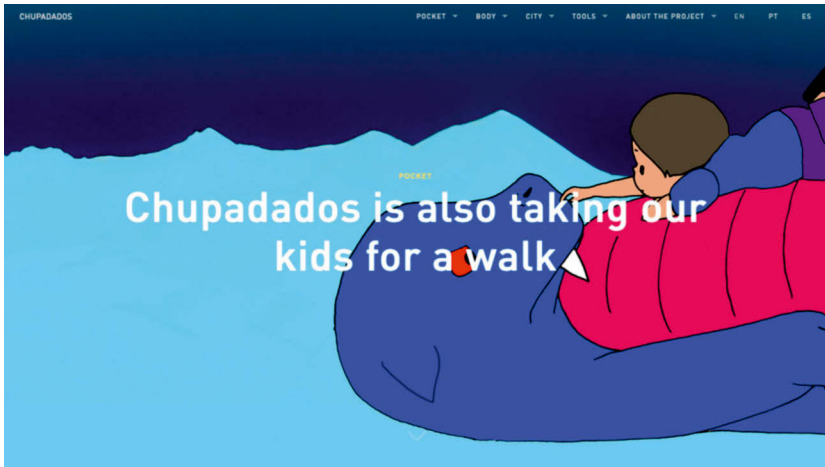 CHUPADADOS
POCKET BODY CITY TOOLS ABOUT THE PROJECT EN PT ES
POCKET
Chupadados is also taking our
kids for a walk